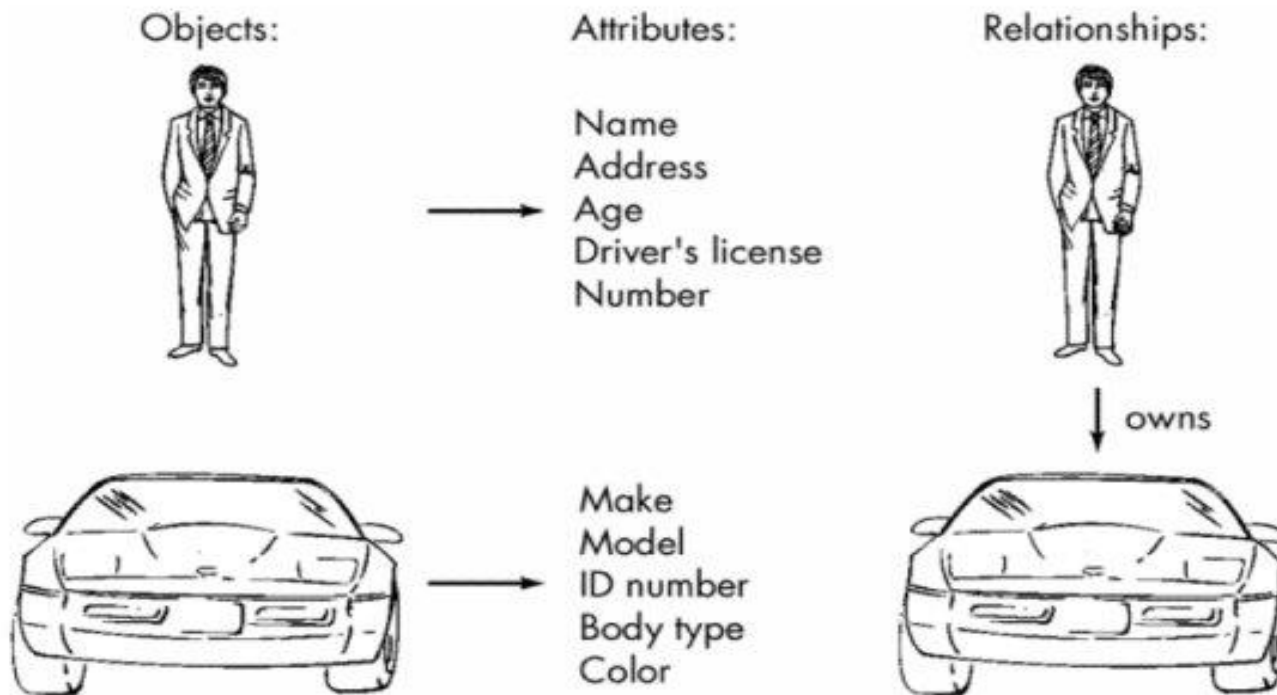 Objects:
Attributes:
Relationships:
Name
Address
Age
Driver's license
Number
owns
Make
Model
ID number
Body type
Color